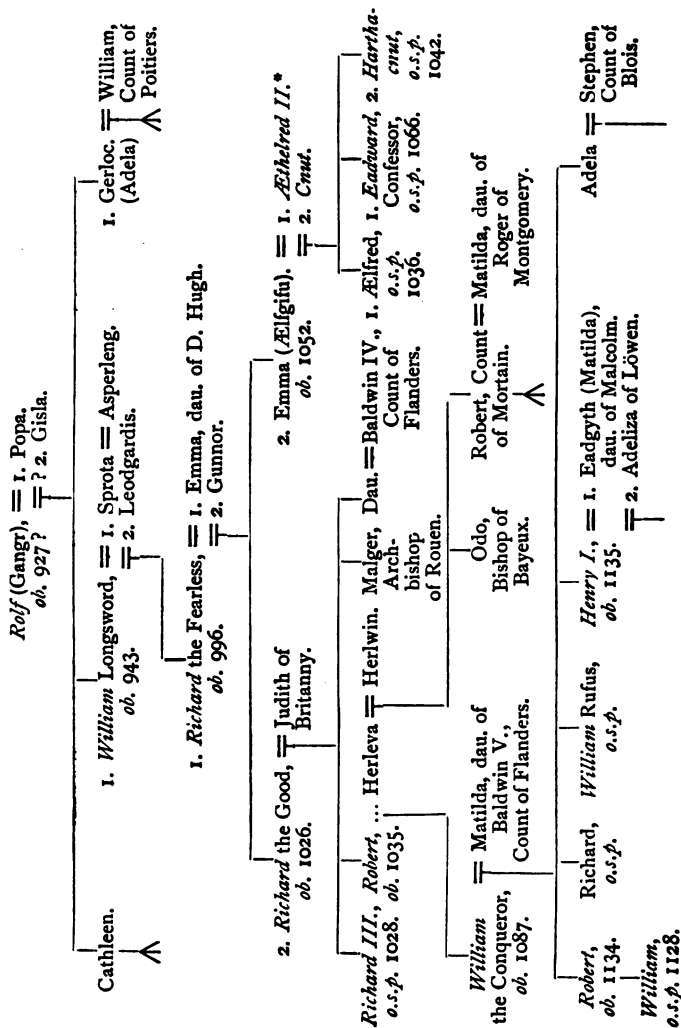 Rolf (Gangr), = 1. Popa.
ob. 927? = ? 2. Gisla.
Cathleen.
1. William Longsword, = 1. Sprota = Asperleng.
ob. 943. = 2. Leodgardis.
1. Gerloc. = William,
(Adela) Count of
Poitiers.
1. Richard the Fearless, = 1. Emma, dau. of D. Hugh.
ob. 996. = 2. Gunnor.
2. Richard the Good, = Judith of
ob. 1026. Britanny.
2. Emma (Ælfgifu). = 1. Æthelred II.*
ob. 1052. = 2. Cnut.
Richard III.,
o.s.p. 1028.
Robert, ... Herleva = Herlwin.
ob. 1035.
Malger,
Arch-
bishop
of Rouen.
Dau. = Baldwin IV.,
Count of
Flanders.
1. Ælfred,
o.s.p.
1036.
1. Eadward,
Confessor,
o.s.p. 1066.
2. Hartha-
cnut,
o.s.p.
1042.
William
the Conqueror,
ob. 1087.
= Matilda, dau. of
Baldwin V.,
Count of Flanders.
Odo,
Bishop of
Bayeux.
Robert, Count = Matilda, dau. of
of Mortain. Roger of
Montgomery.
Robert,
ob. 1134.
William,
o.s.p. 1128.
Richard,
o.s.p.
William Rufus,
o.s.p.
Henry I., = 1. Eadgyth (Matilda),
ob. 1135. dau. of Malcolm.
= 2. Adeliza of Löwen.
Adela = Stephen,
Count of
Blois.